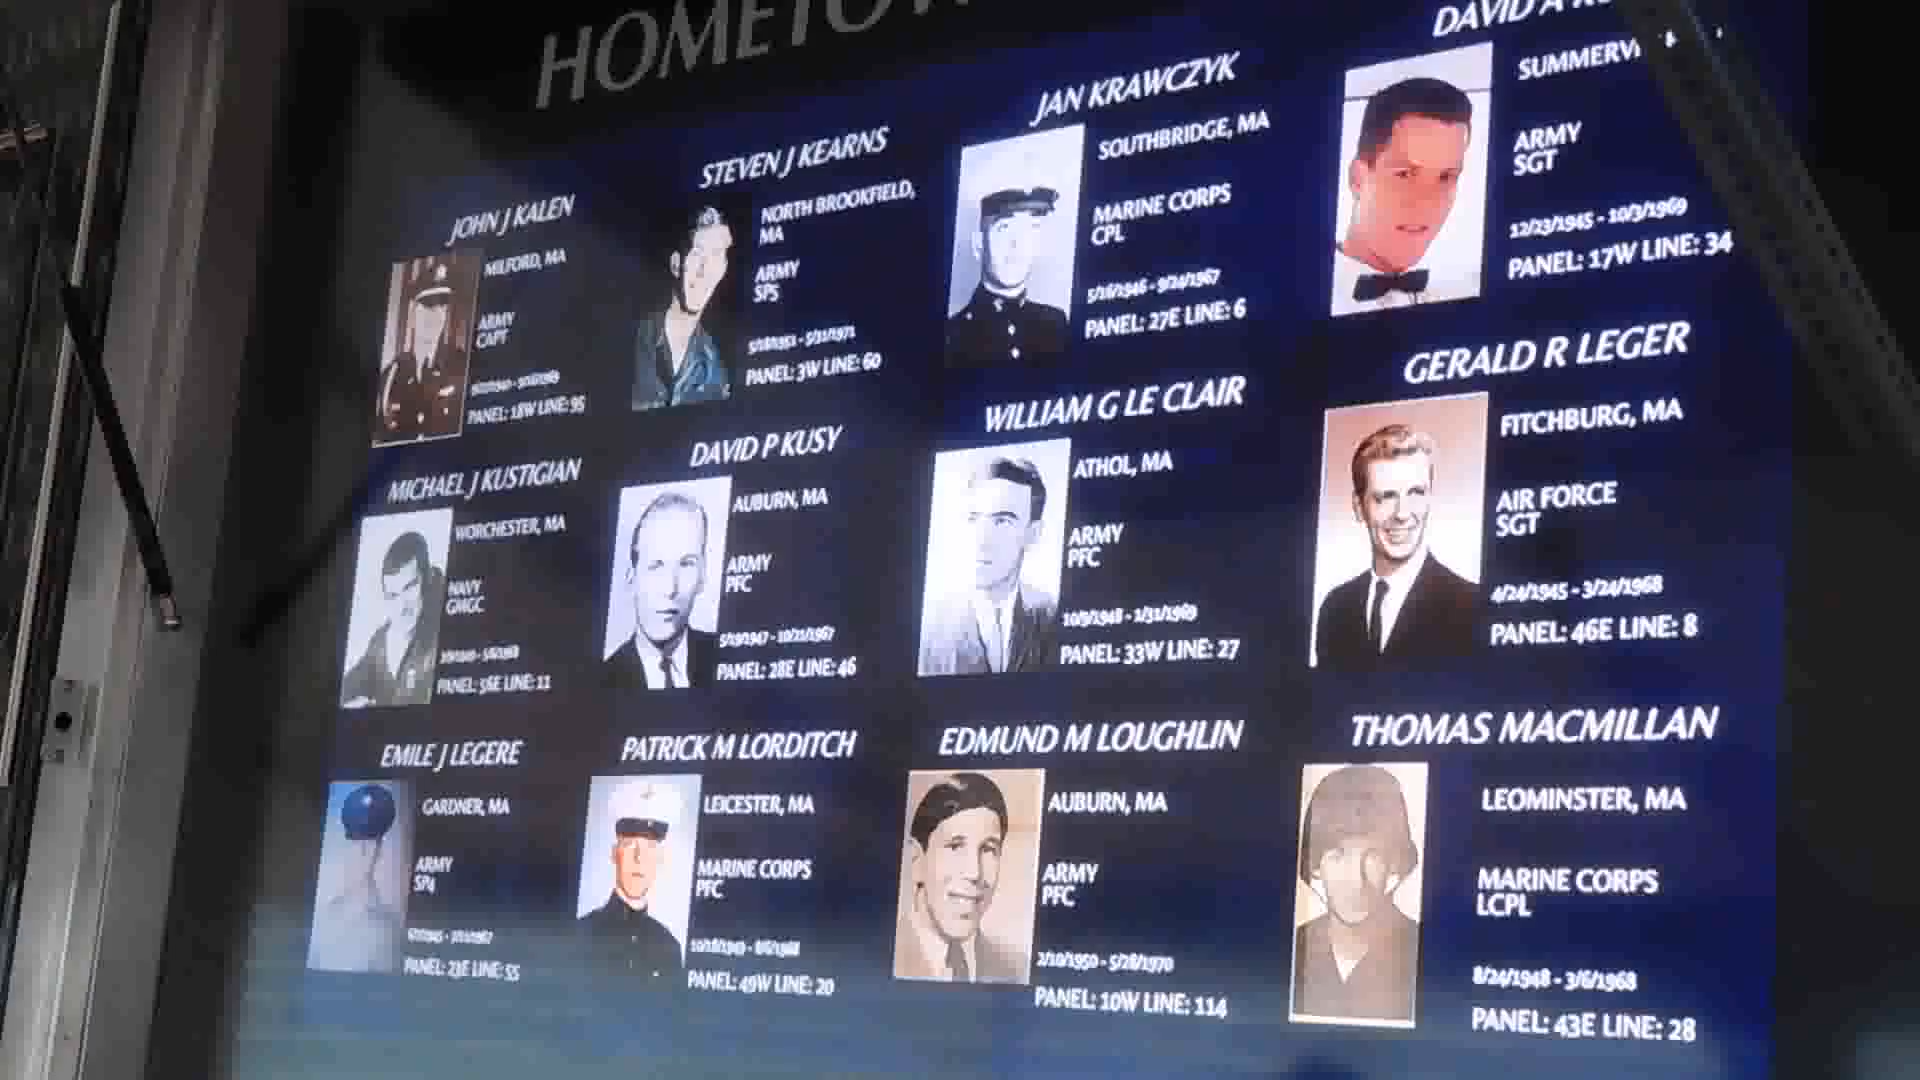 JOHN J KALEN
MILFORD, MA
ARMY
CAPT
PANEL: 18W LINE: 95
STEVEN J KEARNS
NORTH BROOKFIELD,
MA
ARMY
SP5
PANEL: 3W LINE: 60
JAN KRAWCZYK
SOUTHBRIDGE, MA
MARINE CORPS
CPL
5/16/1946 - 9/24/1967
PANEL: 27E LINE: 6
DAVID A
ARMY
SGT
12/23/1945 - 10/3/1969
PANEL: 17W LINE: 34
MICHAEL J KUSTIGIAN
WORCHESTER, MA
NAVY
GMGC
PANEL: 56E LINE: 11
DAVID P KUSY
AUBURN, MA
ARMY
PFC
5/19/1947 - 10/21/1967
PANEL: 28E LINE: 46
WILLIAM G LE CLAIR
ATHOL, MA
ARMY
PFC
10/9/1948 - 1/31/1969
PANEL: 33W LINE: 27
GERALD R LEGER
FITCHBURG, MA
AIR FORCE
SGT
4/24/1945 - 3/24/1968
PANEL: 46E LINE: 8
EMILE J LEGERE
GARDNER, MA
ARMY
SP4
PANEL: 23E LINE: 55
PATRICK M LORDITCH
LEICESTER, MA
MARINE CORPS
PFC
PANEL: 49W LINE: 20
EDMUND M LOUGHLIN
AUBURN, MA
ARMY
PFC
2/10/1950 - 5/28/1970
PANEL: 10W LINE: 114
THOMAS MACMILLAN
LEOMINSTER, MA
MARINE CORPS
LCPL
8/24/1948 - 3/6/1968
PANEL: 43E LINE: 28